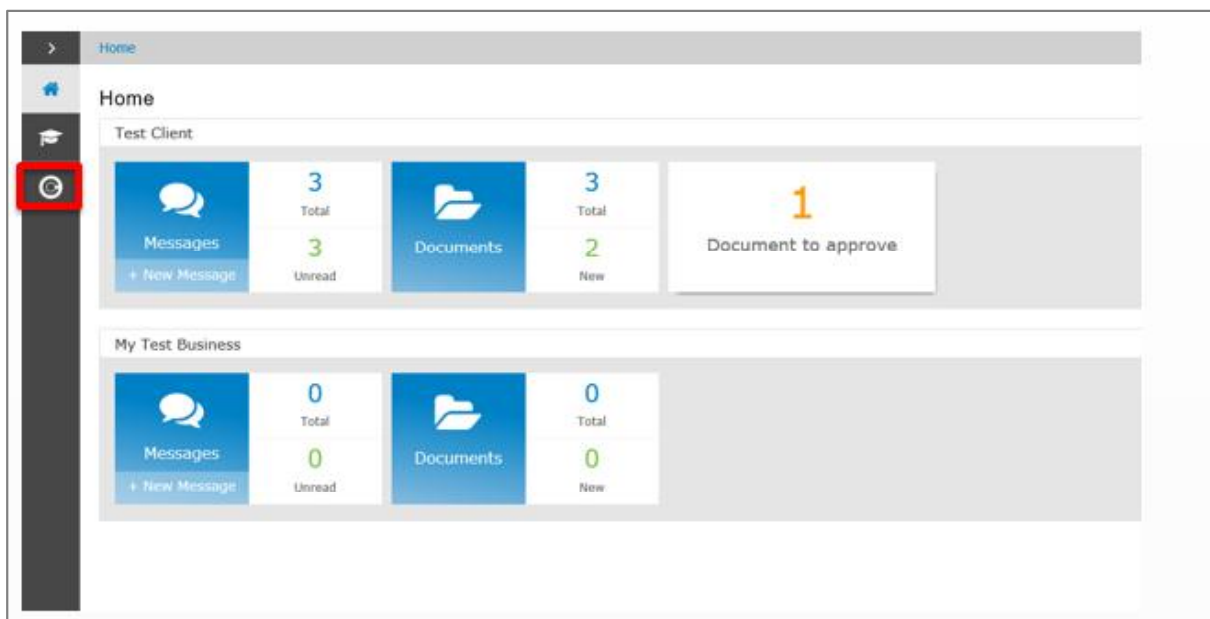 Home
Home
Test Client
Messages
+ New Message
3
Total
3
Unread
Documents
3
Total
2
New
1
Document to approve
My Test Business
Messages
+ New Message
0
Total
0
Unread
Documents
0
Total
0
New